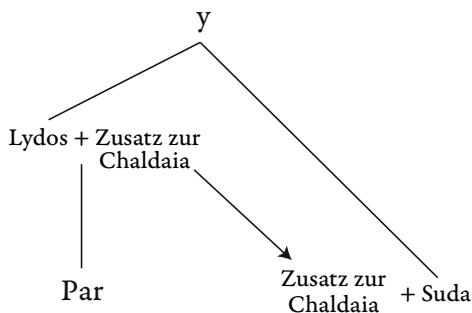 y
Lydos + Zusatz zur
Chaldaia
Par
Zusatz zur
Chaldaia + Suda